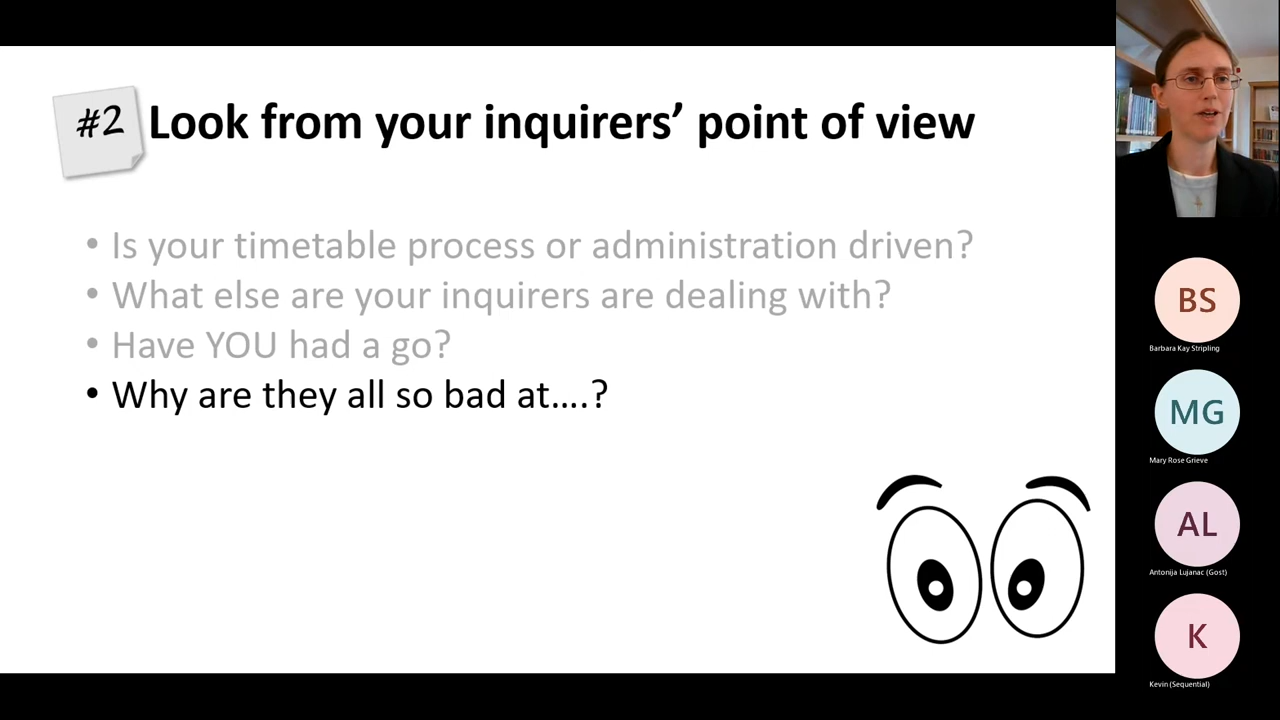 #2
Look from your inquirers’ point of view
• Is your timetable process or administration driven?
• What else are your inquirers are dealing with?
• Have YOU had a go?
• Why are they all so bad at....?
BS
Barbara Kay Stripling
MG
Mary Rose Grieve
AL
Antonija Lujanac (Gost)
K
Kevin (Sequential)